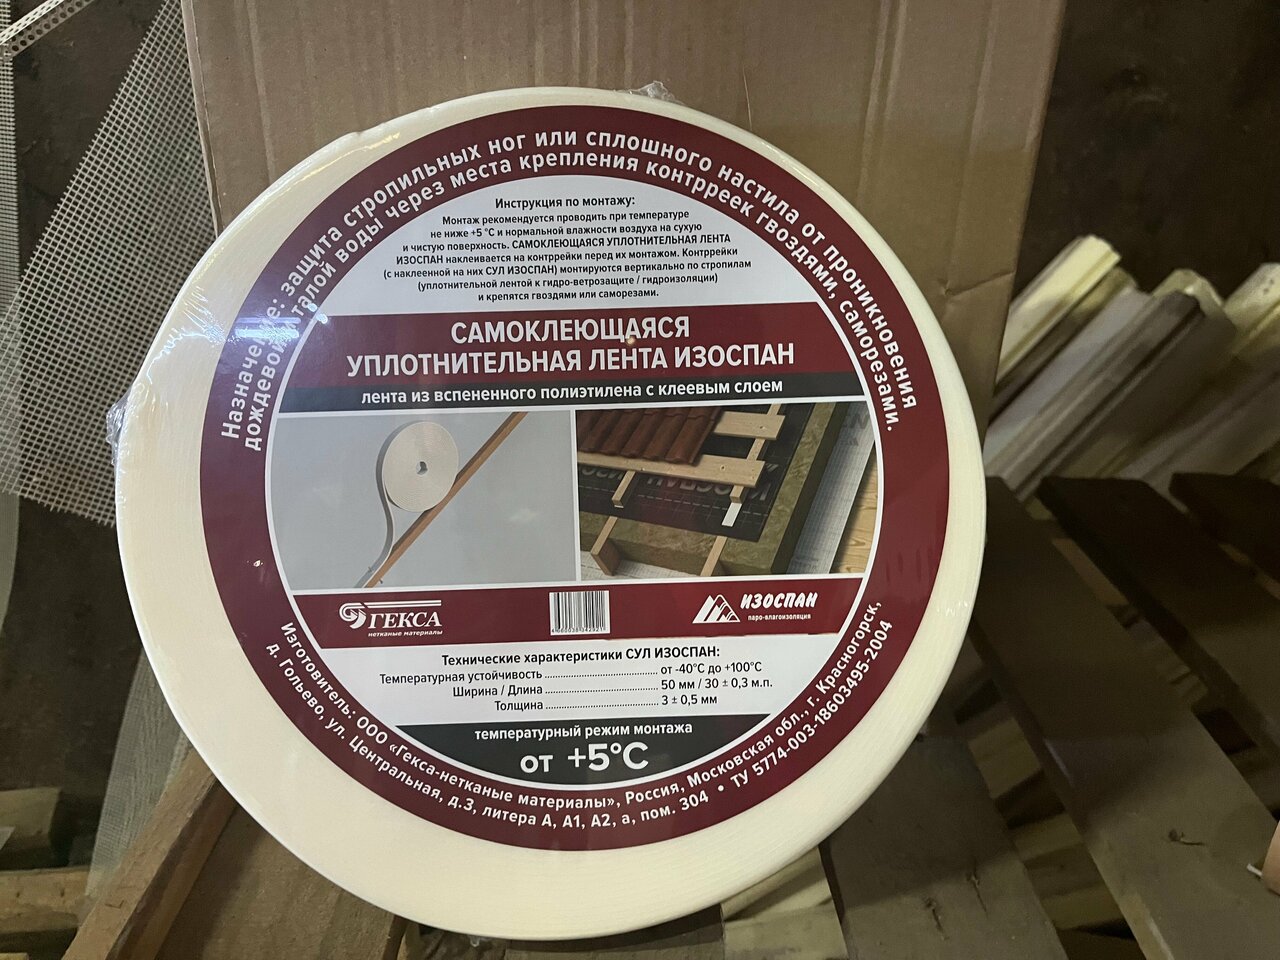 Назначение: защита стропильных ног или сплошного настила от проникновения
дождевой и талой воды через места крепления контрреек гвоздями, саморезами.
Инструкция по монтажу:
Монтаж рекомендуется проводить при температуре
не ниже +5 °С и нормальной влажности воздуха на сухую
и чистую поверхность. САМОКЛЕЮЩАЯСЯ УПЛОТНИТЕЛЬНАЯ ЛЕНТА
ИЗОСПАН наклеивается на контррейки перед их монтажом. Контррейки
(с наклеенной на них СУЛ ИЗОСПАН) монтируются вертикально по стропилам
(уплотнительной лентой к гидро-ветрозащите / гидроизоляции)
и крепятся гвоздями или саморезами.
САМОКЛЕЮЩАЯСЯ
УПЛОТНИТЕЛЬНАЯ ЛЕНТА ИЗОСПАН
лента из вспененного полиэтилена с клеевым слоем
ГЕКСА
нетканые материалы
ИЗОСПАН
паро-влагоизоляция
Технические характеристики СУЛ ИЗОСПАН:
Температурная устойчивость от -40°С до +100°С
Ширина / Длина 50 мм / 30 ± 0,3 м.п.
Толщина 3 ± 0,5 мм
температурный режим монтажа
от +5°С
Изготовитель: ООО «Гекса-нетканые материалы», Россия, Московская обл., г. Красногорск,
д. Гольево, ул. Центральная, д.3, литера А, А1, А2, а, пом. 304 • ТУ 5774-003-18603495-2004